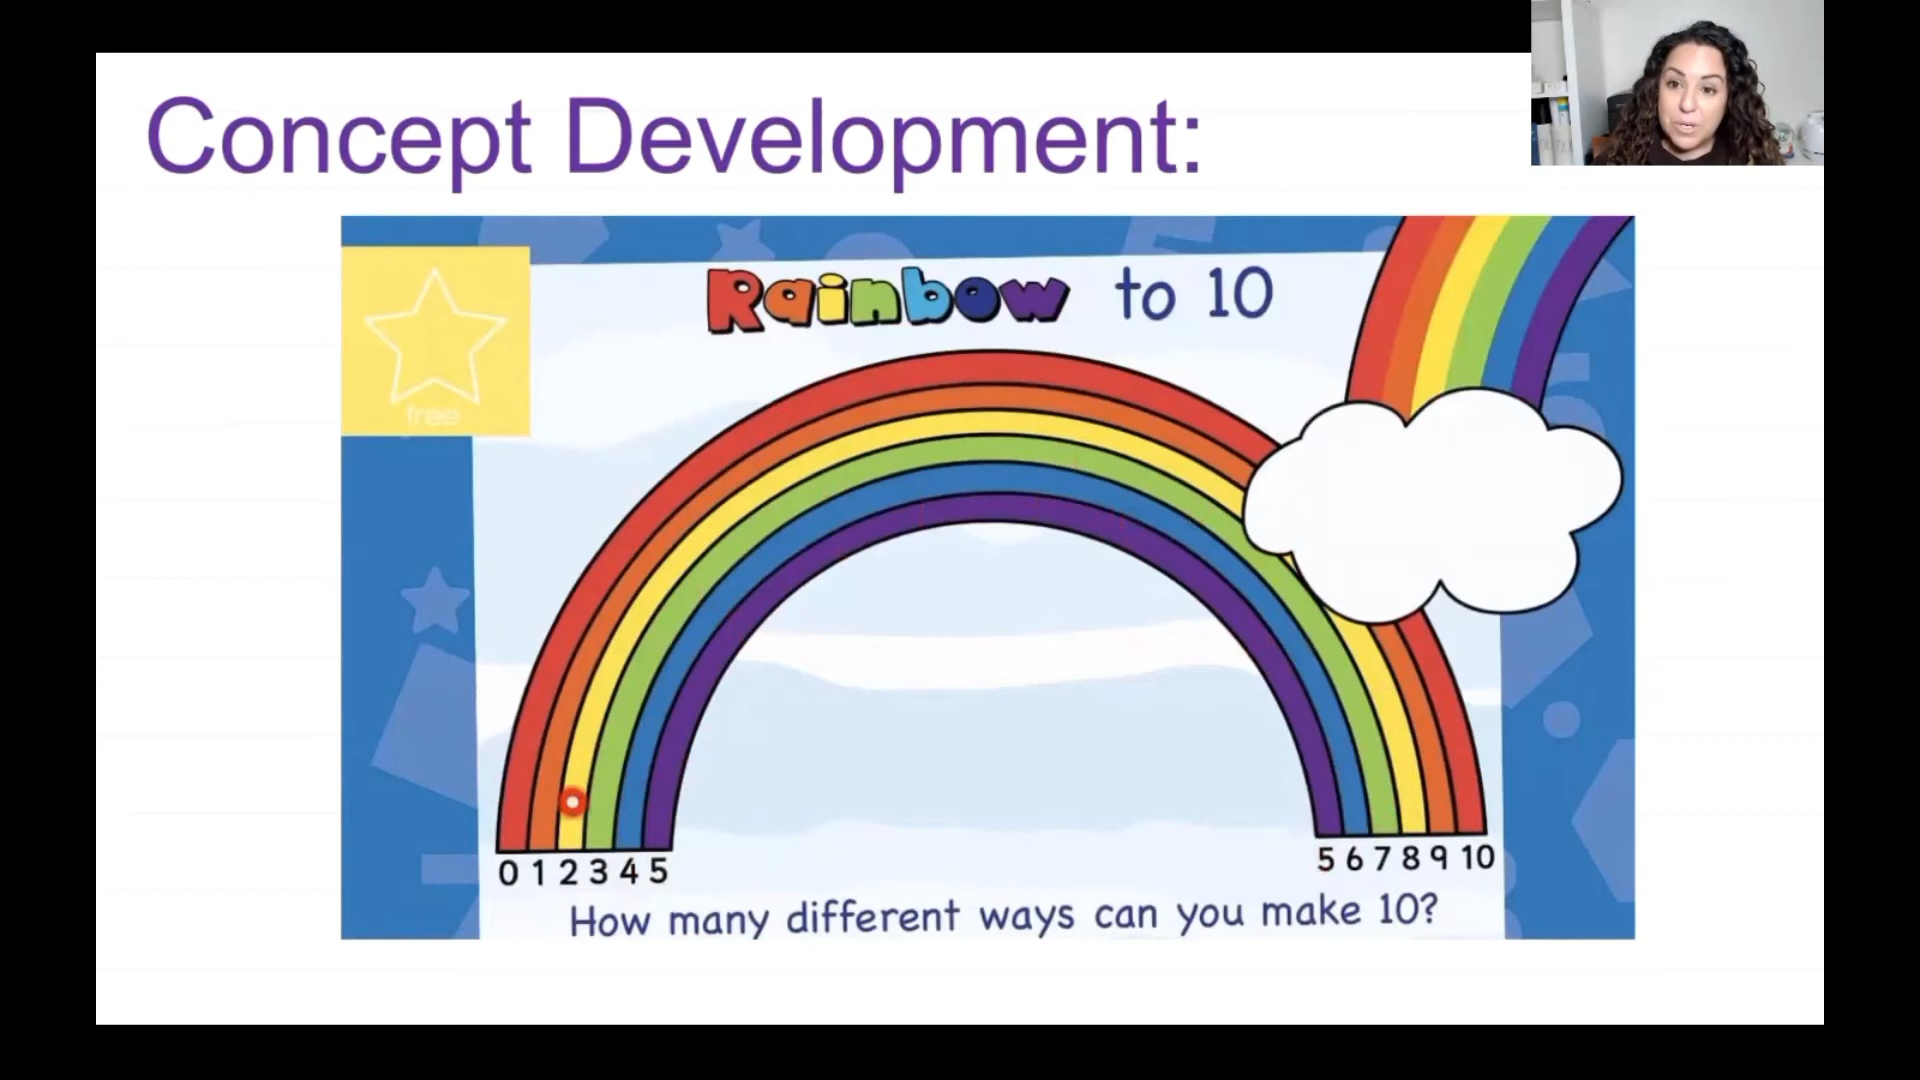 Concept Development:
free
Rainbow to 10
0 1 2 3 4 5
5 6 7 8 9 10
How many different ways can you make 10?